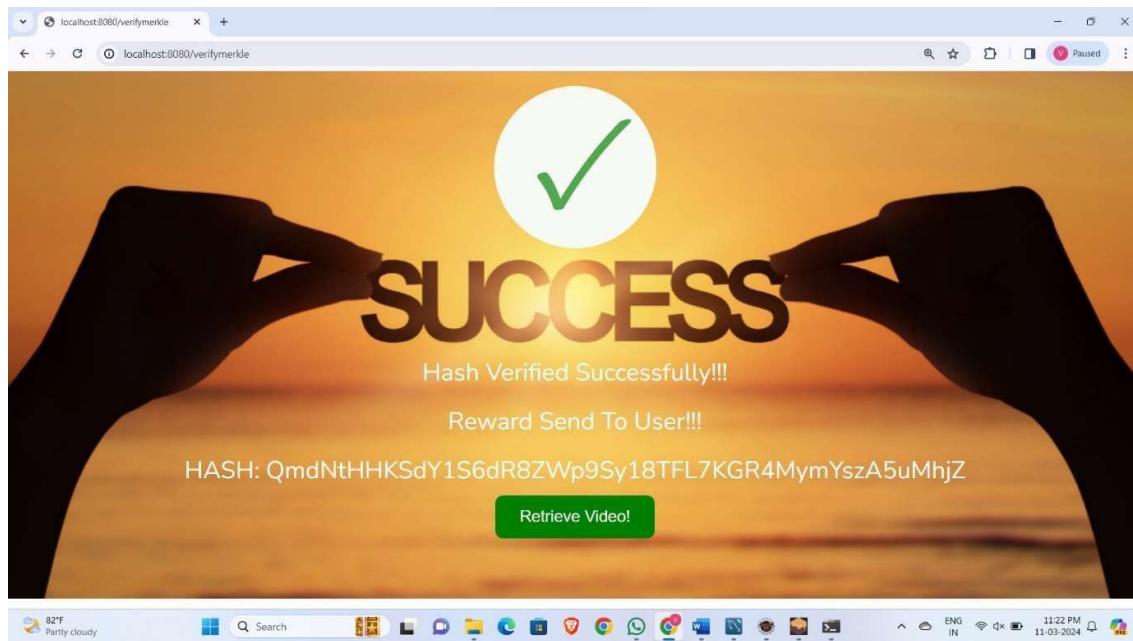 localhost:8080/verifymerkle
localhost:8080/verifymerkle
V
Paused
SUCCESS
Hash Verified Successfully!!!
Reward Send To User!!!
HASH: QmdNtHHKSdY1S6dR8ZWp9Sy18TFL7KGR4MymYszA5uMhjZ
Retrieve Video!
82°F
Partly cloudy
Search
ENG
IN
11:22 PM
11-03-2024